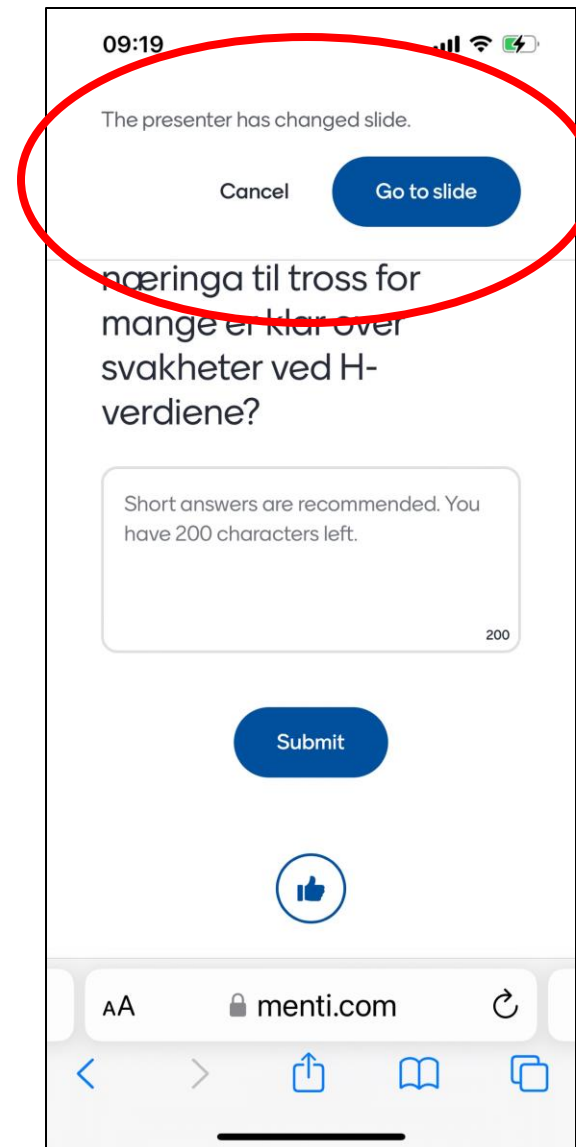 09:19
The presenter has changed slide.
Cancel
Go to slide
næringa til tross for
mange er klar over
svakheter ved H-
verdiene?
Short answers are recommended. You
have 200 characters left.
200
Submit
AA
menti.com